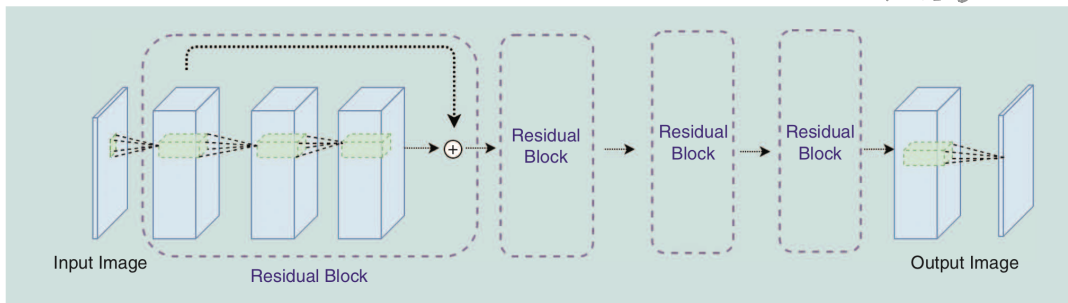 Residual
Block
Residual
Block
Residual
Block
Input Image
Residual Block
Output Image